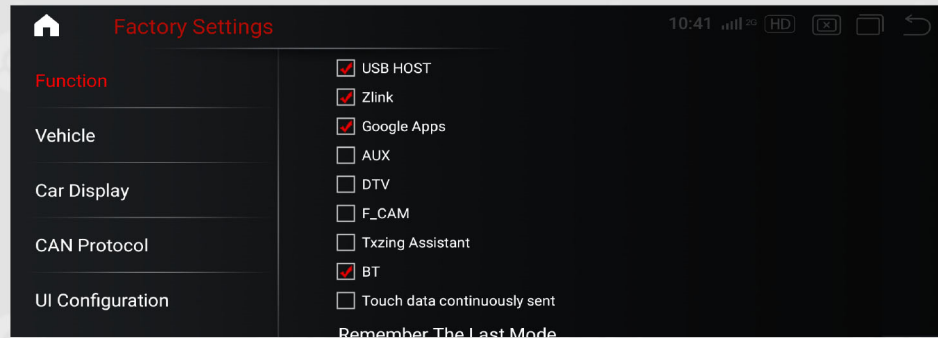 Factory Settings
10:41 2G HD
Function
Vehicle
Car Display
CAN Protocol
UI Configuration
USB HOST
Zlink
Google Apps
AUX
DTV
F_CAM
Txzing Assistant
BT
Touch data continuously sent
Remember The Last Mode